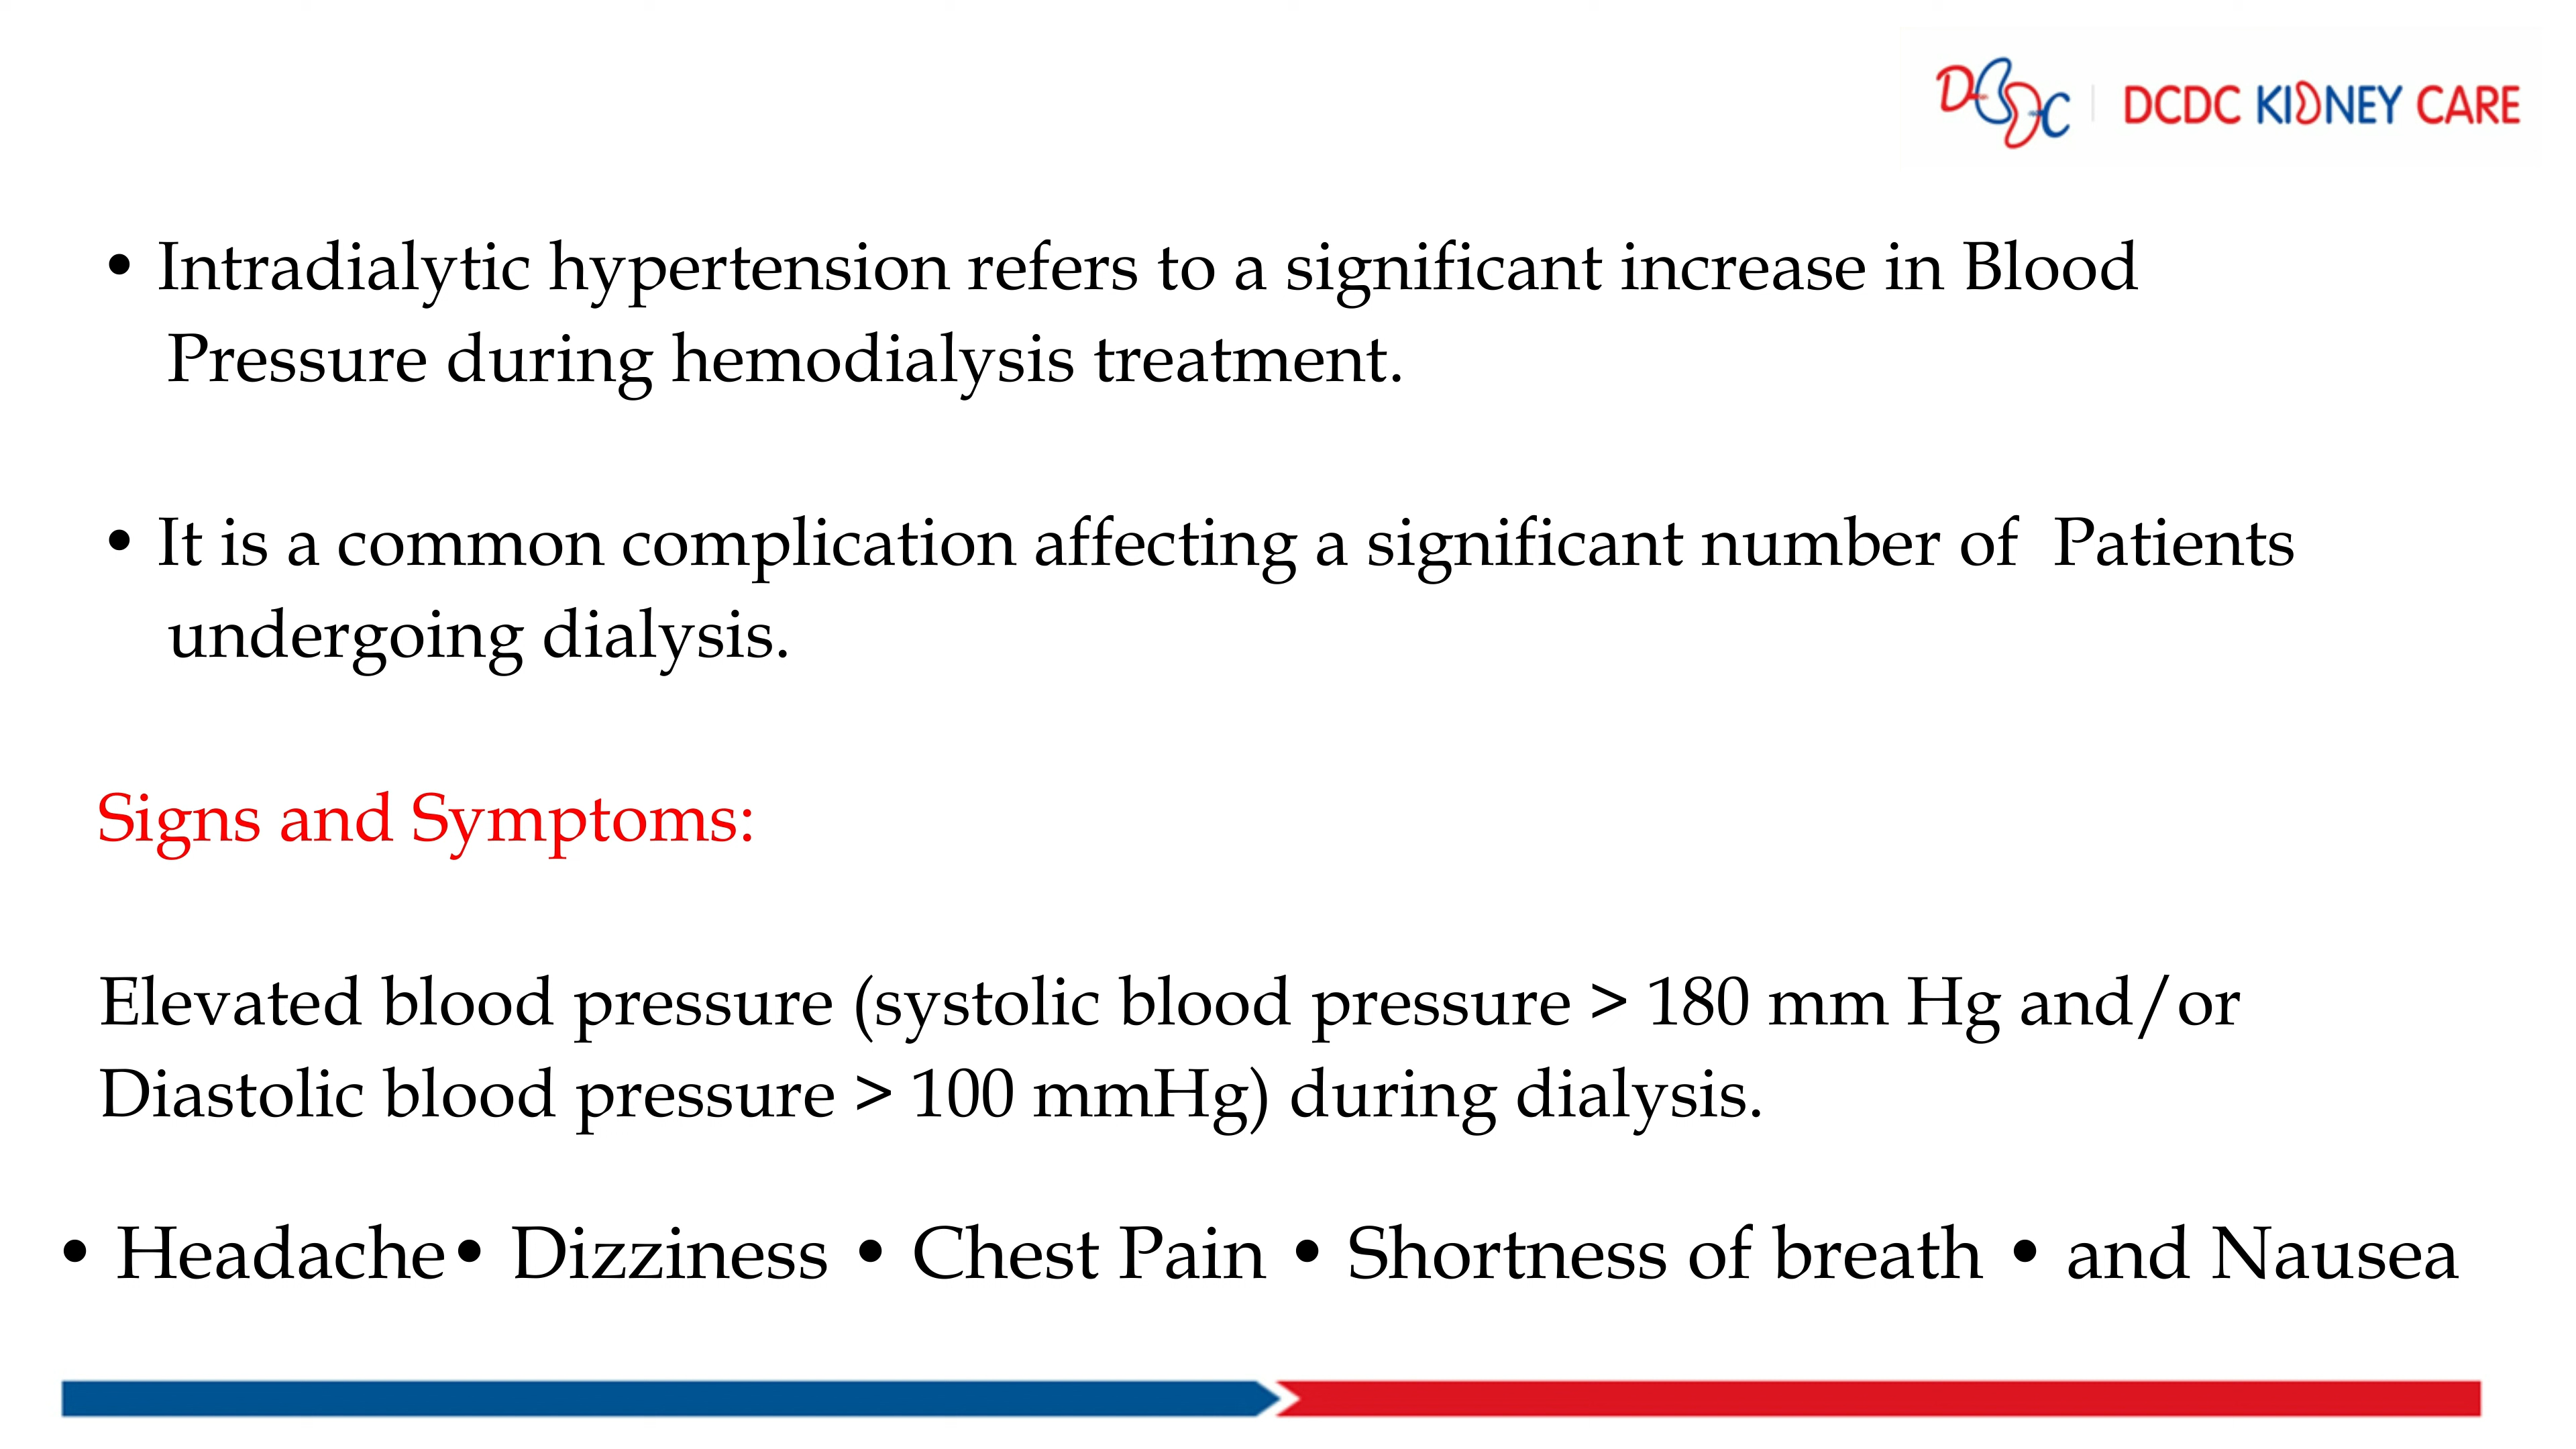 DCDC | DCDC KIDNEY CARE
• Intradialytic hypertension refers to a significant increase in Blood
Pressure during hemodialysis treatment.
• It is a common complication affecting a significant number of  Patients
undergoing dialysis.
Signs and Symptoms:
Elevated blood pressure (systolic blood pressure > 180 mm Hg and/or
Diastolic blood pressure > 100 mmHg) during dialysis.
• Headache• Dizziness • Chest Pain • Shortness of breath • and Nausea